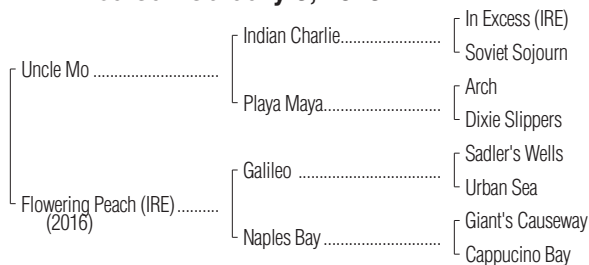 In Excess (IRE)
Indian Charlie....................
Soviet Sojourn
Uncle Mo ..........................
Arch
Playa Maya........................
Dixie Slippers
Sadler's Wells
Galileo .............................
Urban Sea
Flowering Peach (IRE)..........
(2016)
Giant's Causeway
Naples Bay ........................
Cappucino Bay